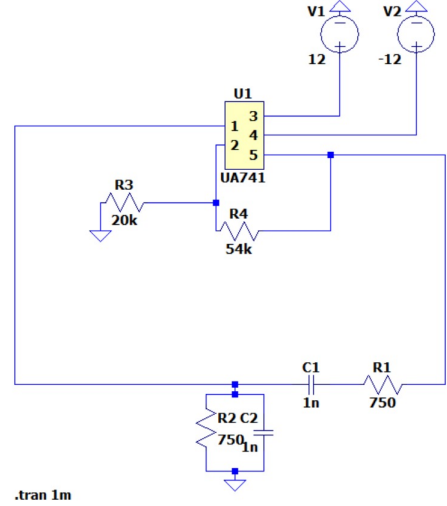 V1 V2
12 -12
U1
1 3
2 4
5
UA741
R3
20k
R4
54k
C1 R1
1n 750
R2 C2
750 1n
.tran 1m